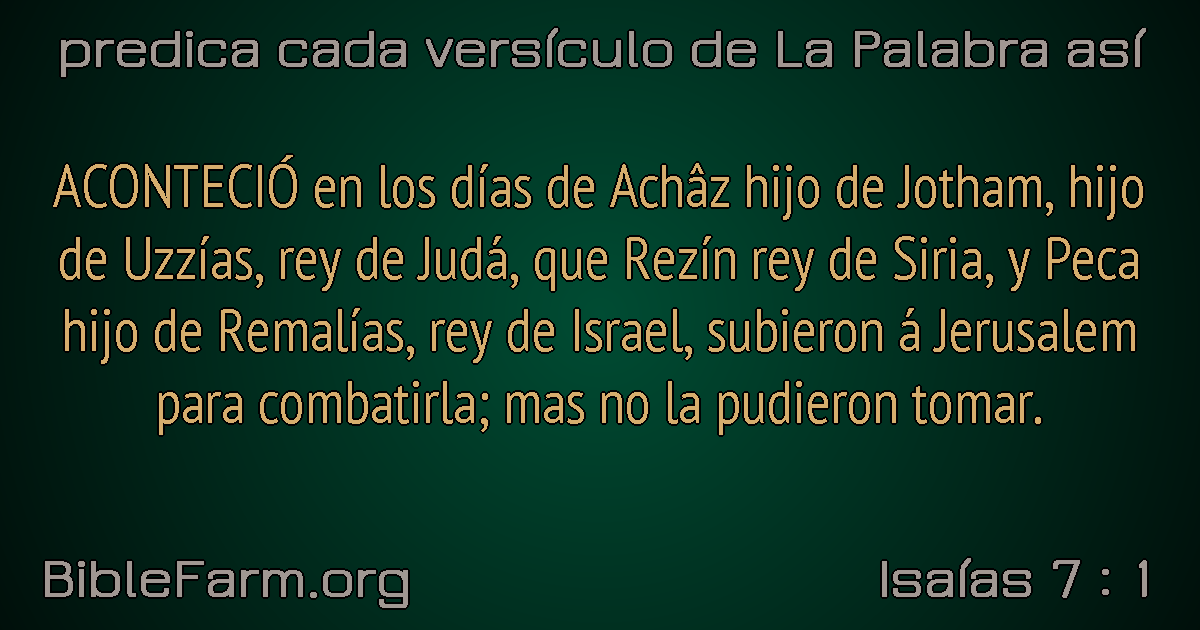 predica cada versículo de La Palabra así
ACONTECIÓ en los días de Achâz hijo de Jotham, hijo
de Uzzías, rey de Judá, que Rezín rey de Siria, y Peca
hijo de Remalías, rey de Israel, subieron á Jerusalem
para combatirla; mas no la pudieron tomar.
BibleFarm.org
Isaías 7 : 1